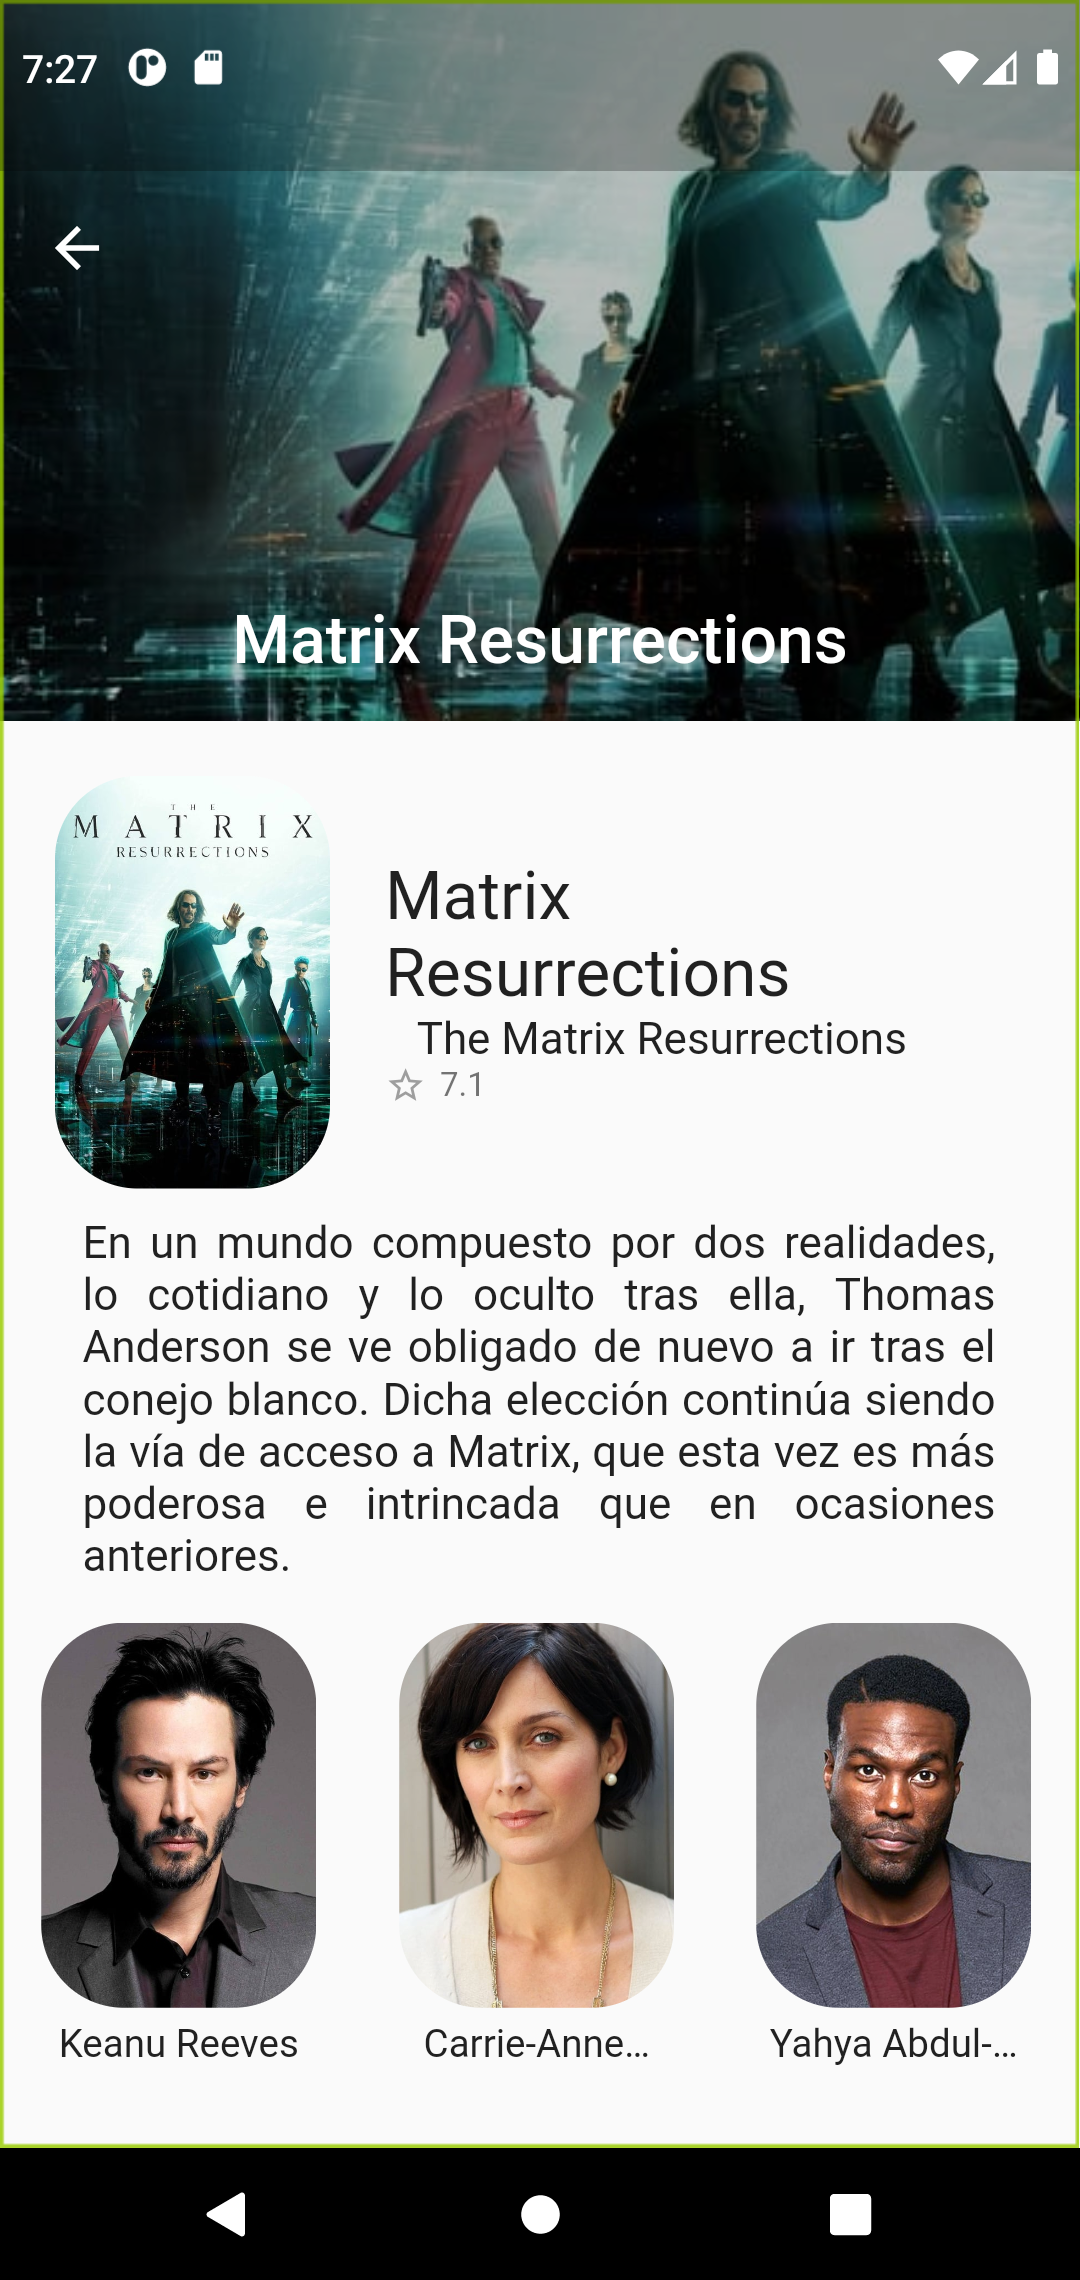 7:27
Matrix Resurrections
THE
MATRIX
RESURRECTIONS
Matrix
Resurrections
The Matrix Resurrections
7.1
En un mundo compuesto por dos realidades,
lo cotidiano y lo oculto tras ella, Thomas
Anderson se ve obligado de nuevo a ir tras el
conejo blanco. Dicha elección continúa siendo
la vía de acceso a Matrix, que esta vez es más
poderosa e intrincada que en ocasiones
anteriores.
Keanu Reeves
Carrie-Anne...
Yahya Abdul-...